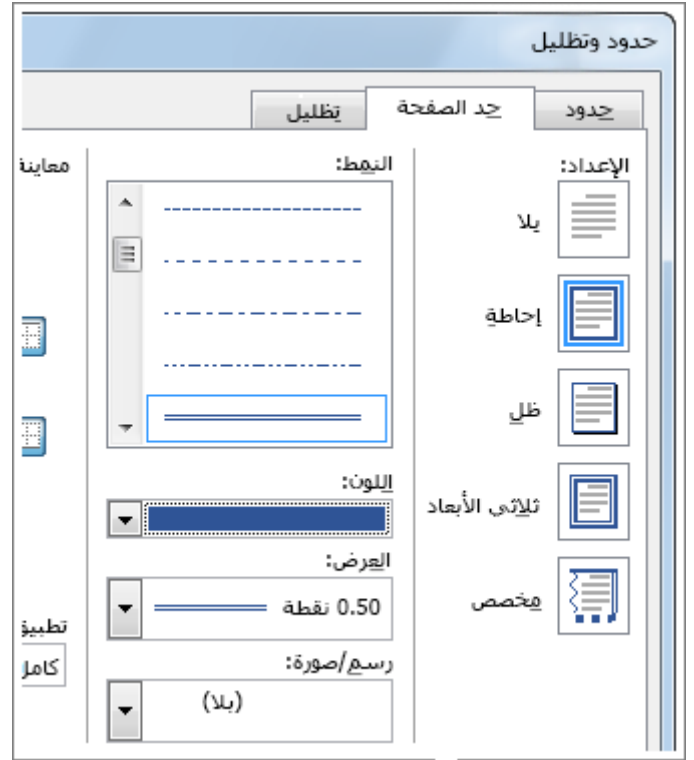 حدود وتظليل
حدود
حد الصفحة
تظليل
الإعداد:
بلا
إحاطة
ظل
ثلاثي الأبعاد
مخصص
النمط:
اللون:
العرض:
0.50 نقطة
رسم/صورة:
(بلا)
معاينة
تطبيق
كامل